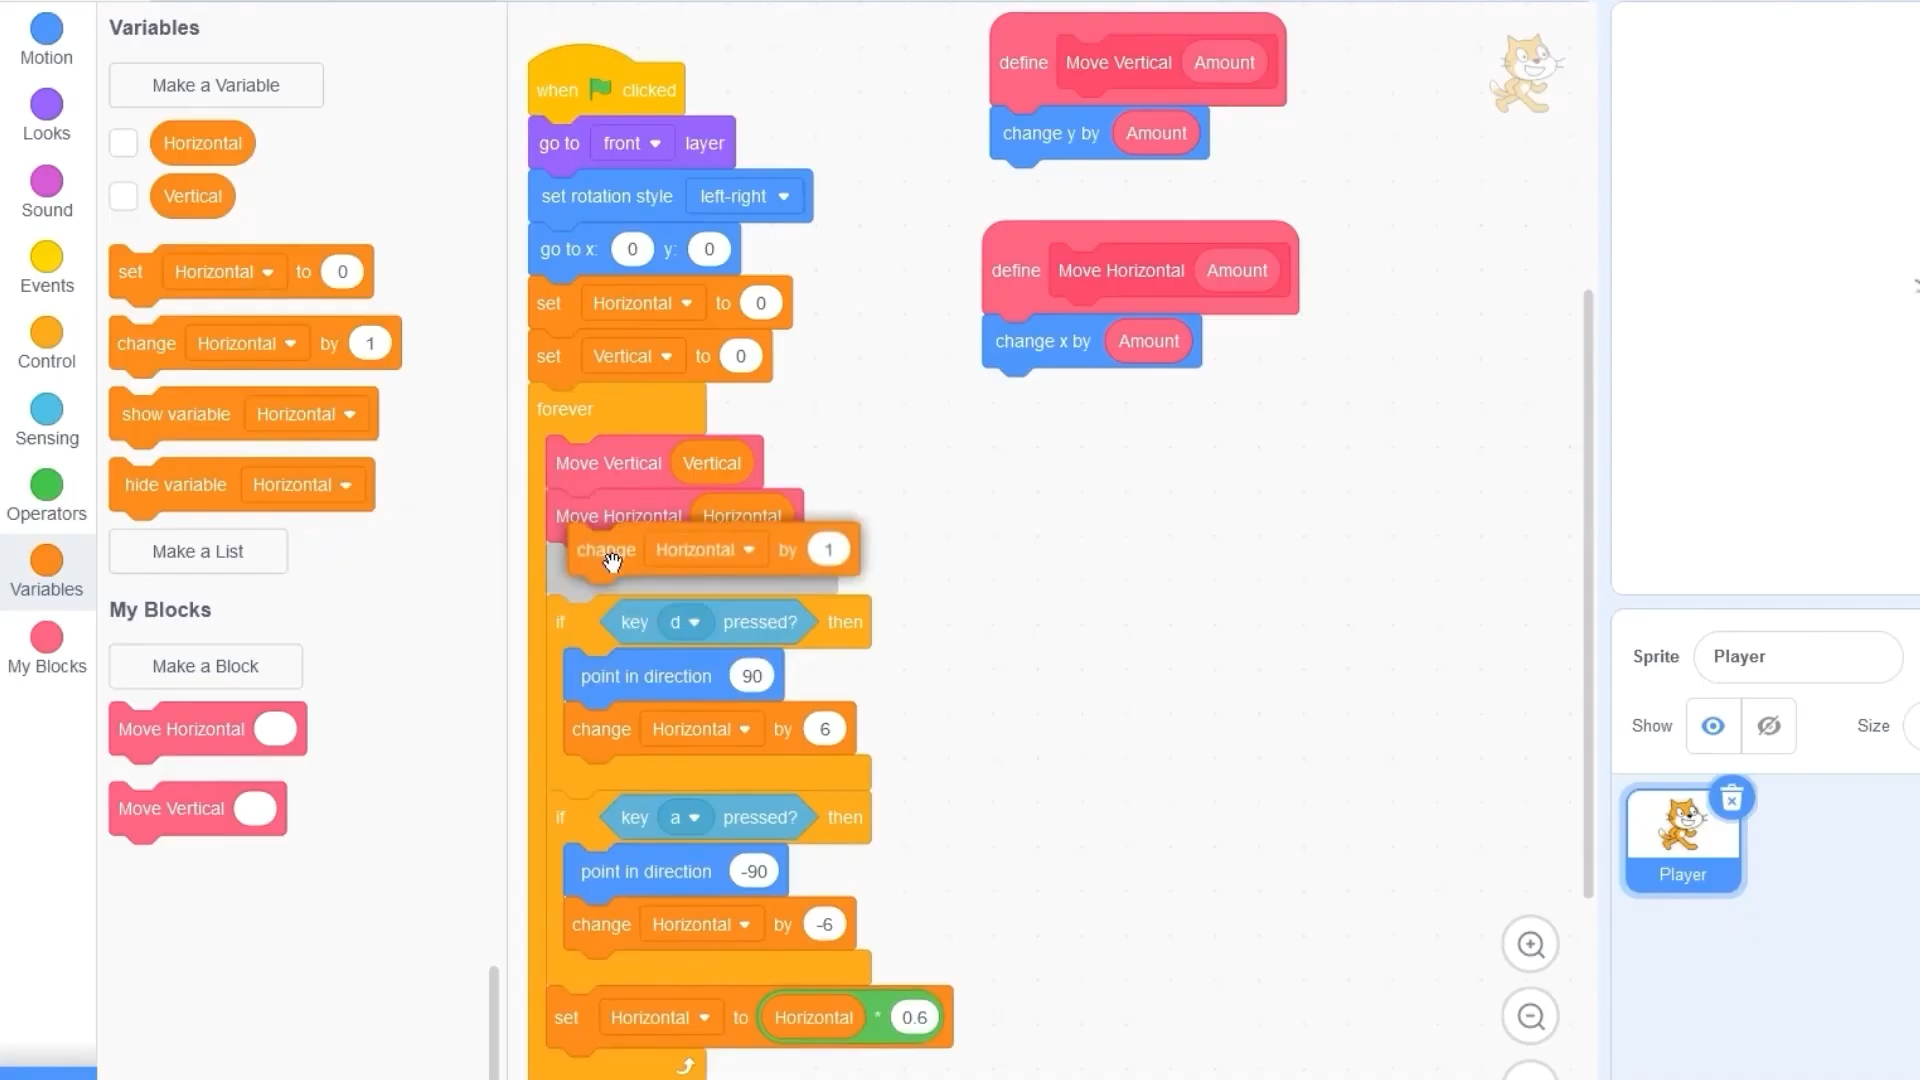 Motion
Looks
Sound
Events
Control
Sensing
Operators
Variables
My Blocks
Variables
Make a Variable
Horizontal
Vertical
set Horizontal to 0
change Horizontal by 1
show variable Horizontal
hide variable Horizontal
Make a List
My Blocks
Make a Block
Move Horizontal
Move Vertical
when clicked
go to front layer
set rotation style left-right
go to x: 0 y: 0
set Horizontal to 0
set Vertical to 0
forever
Move Vertical Vertical
Move Horizontal Horizontal
change Horizontal by 1
if key d pressed? then
point in direction 90
change Horizontal by 6
if key a pressed? then
point in direction -90
change Horizontal by -6
set Horizontal to Horizontal * 0.6
define Move Vertical Amount
change y by Amount
define Move Horizontal Amount
change x by Amount
Sprite Player
Show Size
Player